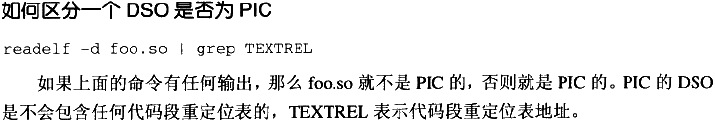 如何区分一个 DSO 是否为 PIC
readelf -d foo.so | grep TEXTREL
如果上面的命令有任何输出，那么 foo.so 就不是 PIC 的，否则就是 PIC 的。PIC 的 DSO
是不会包含任何代码段重定位表的，TEXTREL 表示代码段重定位表地址。